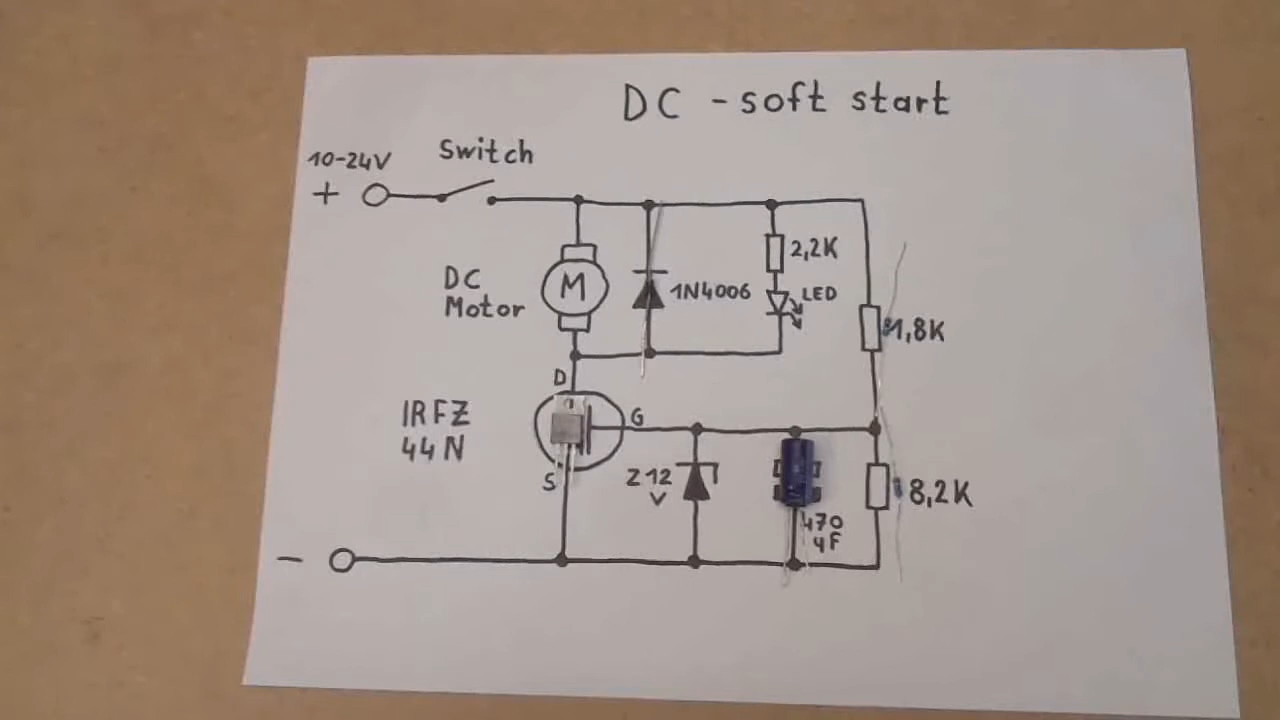 DC - soft start
10-24V
Switch
+
2,2K
DC
Motor
M
1N4006
LED
1,8K
D
IRFZ
44N
G
S
Z 12
V
8,2K
470
µF
-